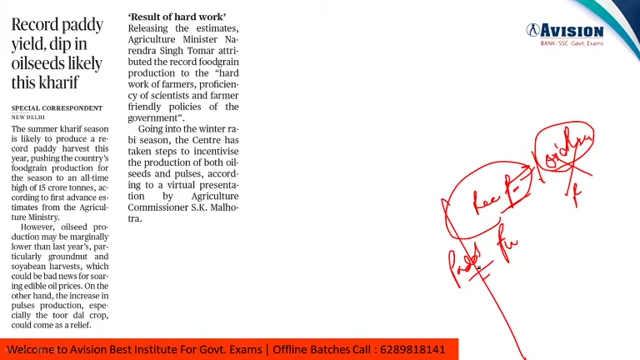 Record paddy
yield, dip in
oilseeds likely
this kharif
SPECIAL CORRESPONDENT
NEW DELHI
The summer kharif season
is likely to produce a re-
cord paddy harvest this
year, pushing the country's
foodgrain production for
the season to an all-time
high of 15 crore tonnes,
according to first advance es-
timates from the Agricul-
ture Ministry.
However, oilseed pro-
duction may be marginally
lower than last year's, par-
ticularly groundnut and
soyabean harvests, which
could be bad news for soar-
ing edible oil prices. On
the other hand, the increase in
pulses production, espe-
cially the toor dal crop,
could come as a relief.
'Result of hard work'
Releasing the estimates,
Agriculture Minister Na-
rendra Singh Tomar attri-
buted the record foodgrain
production to the "hard
work of farmers, proficien-
cy of scientists and farmer
friendly policies of the
government".
Going into the winter ra-
bi season, the Centre has
taken steps to incentivise
the production of both oil
seeds and pulses, accord-
ing to a virtual presenta-
tion by Agriculture
Commissioner S.K. Malho-
tra.
AVISION
BANK SSC Govt. Exams
Welcome to Avision Best Institute For Govt. Exams | Offline Batches Call : 6289818141